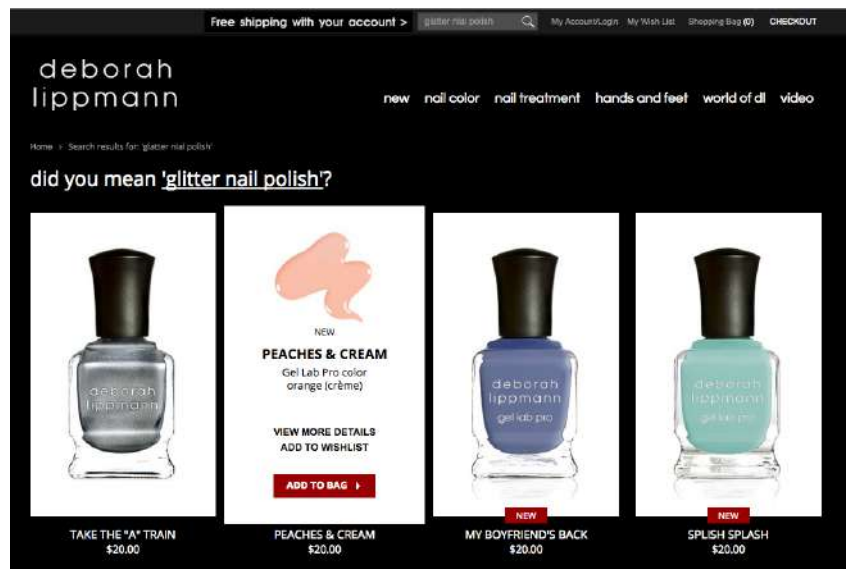 Free shipping with your account >
glatter nial polish
My Account/Login My Wish List Shopping Bag (0) CHECKOUT
deborah
lippmann
new nail color nail treatment hands and feet world of dl video
Home › Search results for: 'glatter nial polish'
did you mean 'glitter nail polish'?
deborah
lippmann
NEW
PEACHES & CREAM
Gel Lab Pro color
orange (crème)
VIEW MORE DETAILS
ADD TO WISHLIST
ADD TO BAG
deborah
lippmann
gel lab pro
NEW
deborah
lippmann
gel lab pro
NEW
TAKE THE "A" TRAIN
$20.00
PEACHES & CREAM
$20.00
MY BOYFRIEND'S BACK
$20.00
SPLISH SPLASH
$20.00